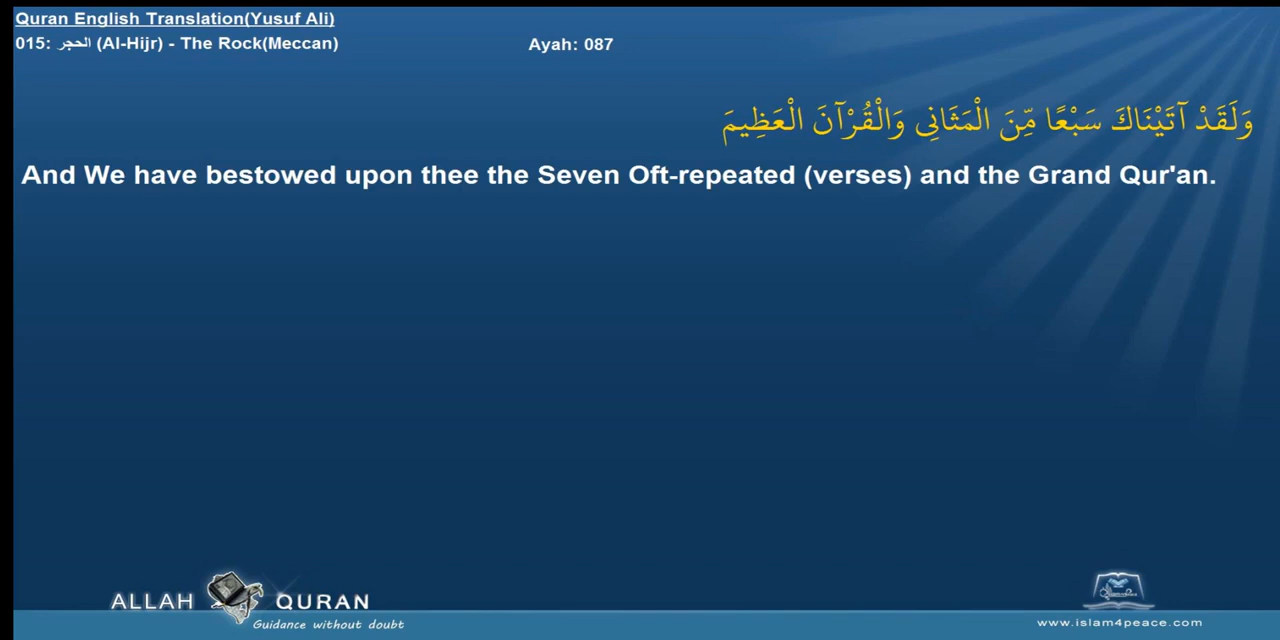 Quran English Translation(Yusuf Ali)
015: الحجر (Al-Hijr) - The Rock(Meccan) Ayah: 087
وَلَقَدْ آتَيْنَاكَ سَبْعًا مِّنَ الْمَثَانِي وَالْقُرْآنَ الْعَظِيمَ
And We have bestowed upon thee the Seven Oft-repeated (verses) and the Grand Qur'an.
ALLAH QURAN
Guidance without doubt
www.islam4peace.com